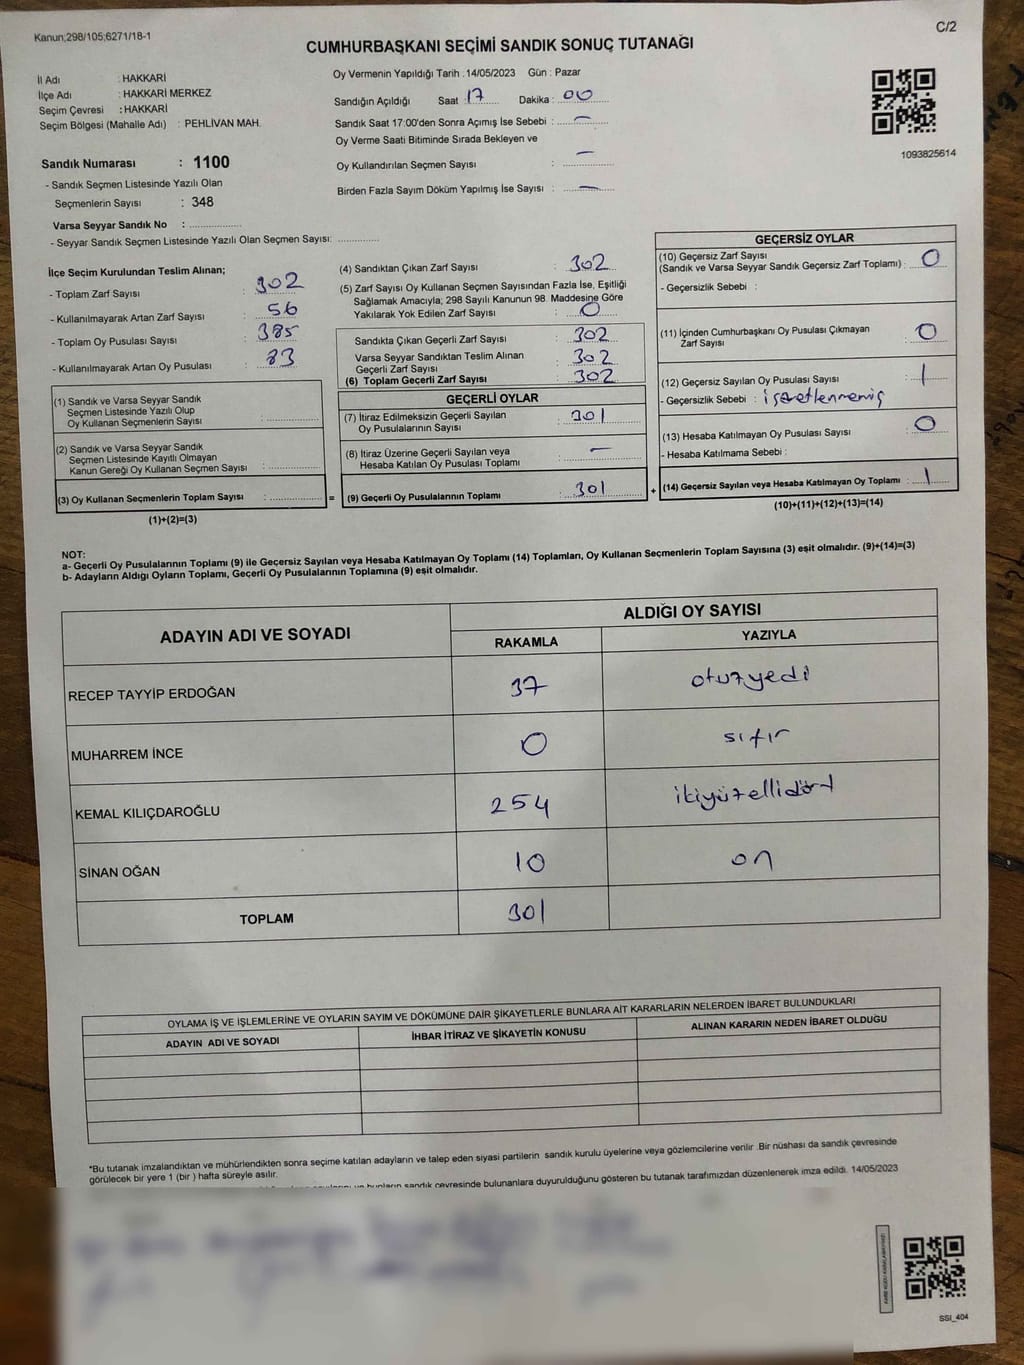 Kanun;298/105;6271/18-1
C/2
CUMHURBAŞKANI SEÇİMİ SANDIK SONUÇ TUTANAĞI
İl Adı : HAKKARİ
İlçe Adı : HAKKARİ MERKEZ
Seçim Çevresi : HAKKARİ
Seçim Bölgesi (Mahalle Adı) : PEHLİVAN MAH.
Oy Vermenin Yapıldığı Tarih : 14/05/2023 Gün : Pazar
Sandığın Açıldığı Saat : 17 Dakika : 00
Sandık Saat 17:00'den Sonra Açımış İse Sebebi : —
Oy Verme Saati Bitiminde Sırada Bekleyen ve
Oy Kullandırılan Seçmen Sayısı : —
Birden Fazla Sayım Döküm Yapılmış İse Sayısı : —
1093825614
Sandık Numarası : 1100
- Sandık Seçmen Listesinde Yazılı Olan
Seçmenlerin Sayısı : 348
Varsa Seyyar Sandık No : ................
- Seyyar Sandık Seçmen Listesinde Yazılı Olan Seçmen Sayısı: .............
İlçe Seçim Kurulundan Teslim Alınan;
- Toplam Zarf Sayısı : 302
- Kullanılmayarak Artan Zarf Sayısı : 56
- Toplam Oy Pusulası Sayısı : 385
- Kullanılmayarak Artan Oy Pusulası : 83
(1) Sandık ve Varsa Seyyar Sandık
Seçmen Listesinde Yazılı Olup
Oy Kullanan Seçmenlerin Sayısı : ................
(2) Sandık ve Varsa Seyyar Sandık
Seçmen Listesinde Kayıtlı Olmayan
Kanun Gereği Oy Kullanan Seçmen Sayısı : ................
(3) Oy Kullanan Seçmenlerin Toplam Sayısı : ................
(1)+(2)=(3)
=
(4) Sandıktan Çıkan Zarf Sayısı : 302
(5) Zarf Sayısı Oy Kullanan Seçmen Sayısından Fazla İse, Eşitliği
Sağlamak Amacıyla; 298 Sayılı Kanunun 98. Maddesine Göre
Yakılarak Yok Edilen Zarf Sayısı : 0
Sandıkta Çıkan Geçerli Zarf Sayısı : 302
Varsa Seyyar Sandıktan Teslim Alınan
Geçerli Zarf Sayısı : 302
(6) Toplam Geçerli Zarf Sayısı : 302
GEÇERLİ OYLAR
(7) İtiraz Edilmeksizin Geçerli Sayılan
Oy Pusulalarının Sayısı : 301
(8) İtiraz Üzerine Geçerli Sayılan veya
Hesaba Katılan Oy Pusulası Toplamı : —
(9) Geçerli Oy Pusulalarının Toplamı : 301
+
GEÇERSİZ OYLAR
(10) Geçersiz Zarf Sayısı
(Sandık ve Varsa Seyyar Sandık Geçersiz Zarf Toplamı) : 0
- Geçersizlik Sebebi :
(11) İçinden Cumhurbaşkanı Oy Pusulası Çıkmayan
Zarf Sayısı : 0
(12) Geçersiz Sayılan Oy Pusulası Sayısı : 1
- Geçersizlik Sebebi : işaretlenmemiş
(13) Hesaba Katılmayan Oy Pusulası Sayısı : 0
- Hesaba Katılmama Sebebi :
(14) Geçersiz Sayılan veya Hesaba Katılmayan Oy Toplamı : 1
(10)+(11)+(12)+(13)=(14)
NOT:
a- Geçerli Oy Pusulalarının Toplamı (9) ile Geçersiz Sayılan veya Hesaba Katılmayan Oy Toplamı (14) Toplamları, Oy Kullanan Seçmenlerin Toplam Sayısına (3) eşit olmalıdır. (9)+(14)=(3)
b- Adayların Aldığı Oyların Toplamı, Geçerli Oy Pusulalarının Toplamına (9) eşit olmalıdır.
ADAYIN ADI VE SOYADI
ALDIĞI OY SAYISI
RAKAMLA YAZIYLA
RECEP TAYYİP ERDOĞAN 37 otuzyedi
MUHARREM İNCE 0 sıfır
KEMAL KILIÇDAROĞLU 254 ikiyüzellidört
SİNAN OĞAN 10 on
TOPLAM 301
OYLAMA İŞ VE İŞLEMLERİNE VE OYLARIN SAYIM VE DÖKÜMÜNE DAİR ŞİKAYETLERLE BUNLARA AİT KARARLARIN NELERDEN İBARET BULUNDUKLARI
ADAYIN ADI VE SOYADI İHBAR İTİRAZ VE ŞİKAYETİN KONUSU ALINAN KARARIN NEDEN İBARET OLDUĞU
*Bu tutanak imzalandıktan ve mühürlendikten sonra seçime katılan adayların ve talep eden siyasi partilerin sandık kurulu üyelerine veya gözlemcilerine verilir .Bir nüshası da sandık çevresinde
görülecek bir yere 1 (bir ) hafta süreyle asılır.
bunların sandık çevresinde bulunanlara duyurulduğunu gösteren bu tutanak tarafımızdan düzenlenerek imza edildi. 14/05/2023
SSI_404